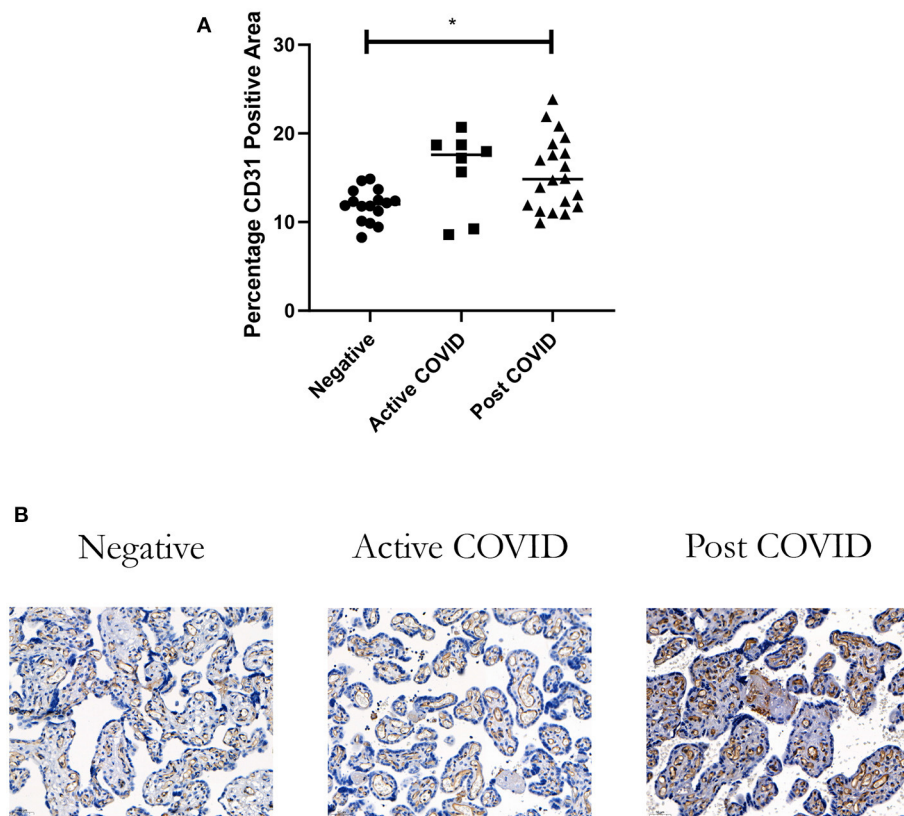 A
*
Percentage CD31 Positive Area
30
20
10
0
Negative
Active COVID
Post COVID
B
Negative
Active COVID
Post COVID